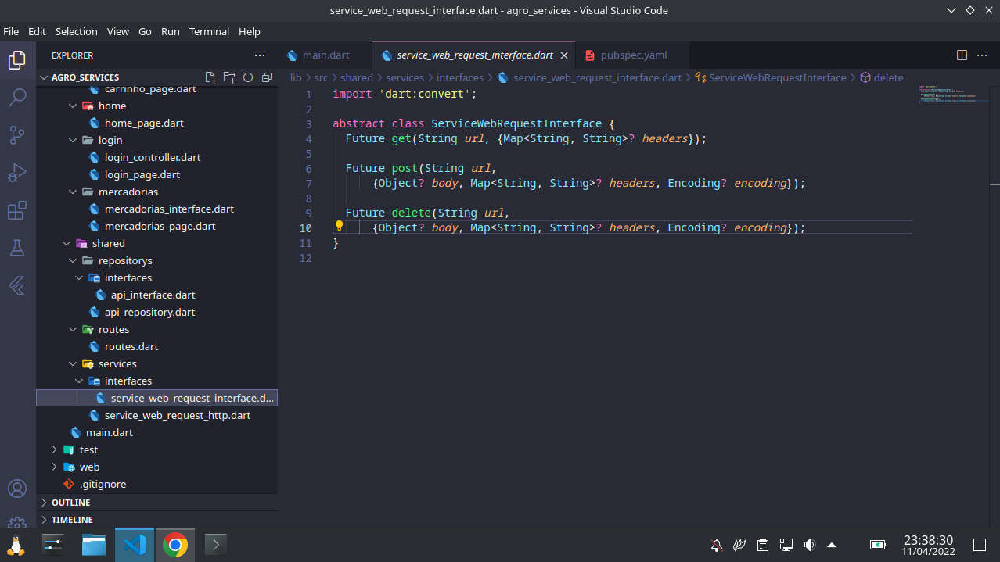 service_web_request_interface.dart - agro_services - Visual Studio Code
File Edit Selection View Go Run Terminal Help
EXPLORER
main.dart
service_web_request_interface.dart
pubspec.yaml
AGRO_SERVICES
lib > src > shared > services > interfaces > service_web_request_interface.dart > ServiceWebRequestInterface > delete
carrinho_page.dart
home
home_page.dart
login
login_controller.dart
login_page.dart
mercadorias
mercadorias_interface.dart
mercadorias_page.dart
shared
repositorys
interfaces
api_interface.dart
api_repository.dart
routes
routes.dart
services
interfaces
service_web_request_interface.d...
service_web_request_http.dart
main.dart
test
web
.gitignore
OUTLINE
TIMELINE
1 import 'dart:convert';
2
3 abstract class ServiceWebRequestInterface {
4 Future get(String url, {Map<String, String>? headers});
5
6 Future post(String url,
7 {Object? body, Map<String, String>? headers, Encoding? encoding});
8
9 Future delete(String url,
10 {Object? body, Map<String, String>? headers, Encoding? encoding});
11 }
12
23:38:30
11/04/2022